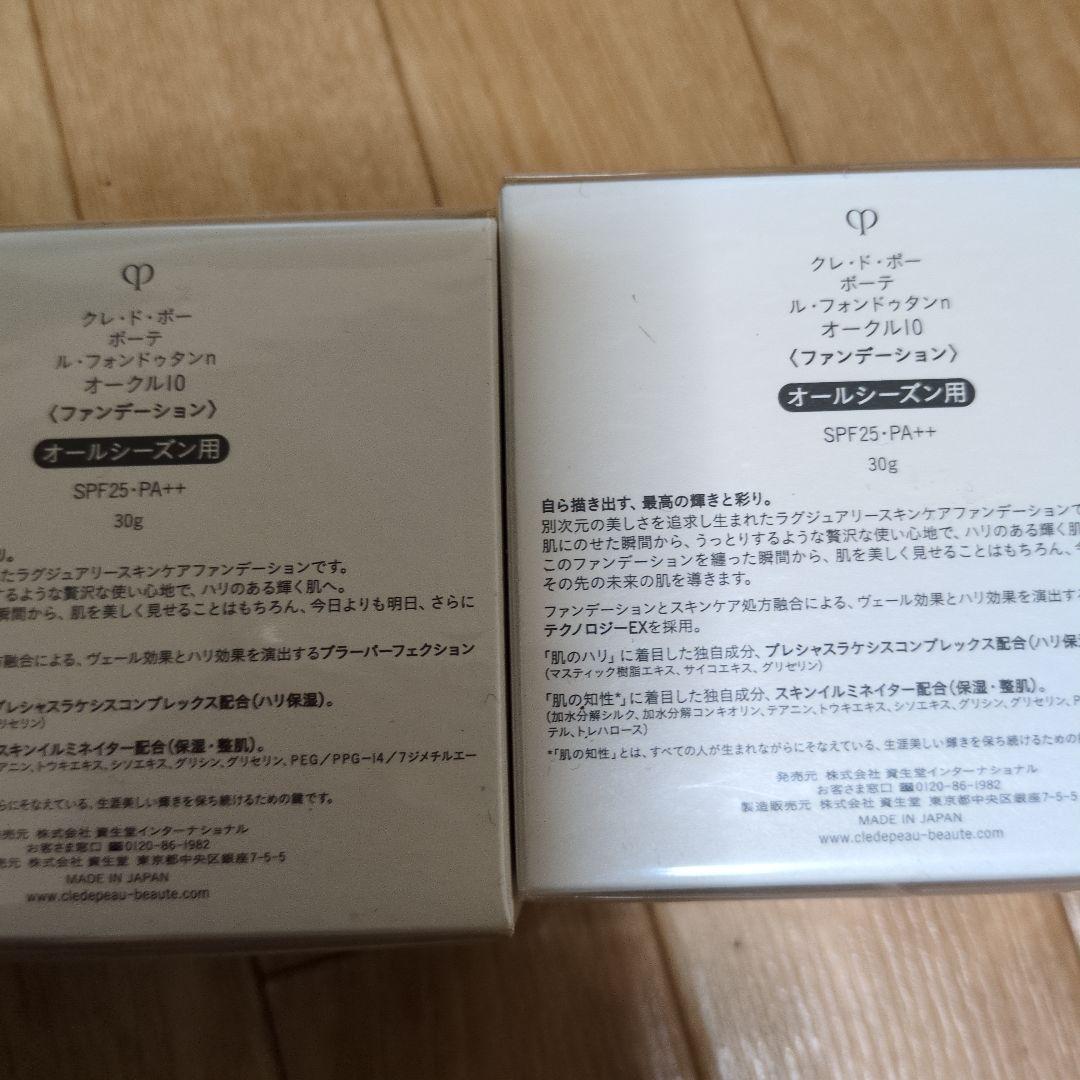 クレ・ド・ポー
ボーテ
ル・フォンドゥタンn
オークル10
〈ファンデーション〉
オールシーズン用
SPF25・PA++
30g
り。
たラグジュアリースキンケアファンデーションです。
するような贅沢な使い心地で、ハリのある輝く肌へ。
瞬間から、肌を美しく見せることはもちろん、今日よりも明日、さらに
方融合による、ヴェール効果とハリ効果を演出するブラーパーフェクション
プレシャスラケシスコンプレックス配合(ハリ保湿)。
リセリン)
スキンイルミネイター配合(保湿・整肌)。
アニン、トウキエキス、シソエキス、グリシン、グリセリン、PEG/PPG-14/7ジメチルエー
らにそなえている、生涯美しい輝きを保ち続けるための鍵です。
売元 株式会社 資生堂インターナショナル
お客さま窓口 ☎0120-86-1982
売元 株式会社 資生堂 東京都中央区銀座7-5-5
MADE IN JAPAN
www.cledepeau-beaute.com
クレ・ド・ポー
ボーテ
ル・フォンドゥタンn
オークル10
〈ファンデーション〉
オールシーズン用
SPF25・PA++
30g
自ら描き出す、最高の輝きと彩り。
別次元の美しさを追求し生まれたラグジュアリースキンケアファンデーションで
肌にのせた瞬間から、うっとりするような贅沢な使い心地で、ハリのある輝く肌
このファンデーションを纏った瞬間から、肌を美しく見せることはもちろん、今
その先の未来の肌を導きます。
ファンデーションとスキンケア処方融合による、ヴェール効果とハリ効果を演出する
テクノロジーEXを採用。
「肌のハリ」に着目した独自成分、プレシャスラケシスコンプレックス配合(ハリ保
(マスティック樹脂エキス、サイコエキス、グリセリン)
「肌の知性*」に着目した独自成分、スキンイルミネイター配合(保湿・整肌)。
(加水分解シルク、加水分解コンキオリン、テアニン、トウキエキス、シソエキス、グリシン、グリセリン、P
テル、トレハロース)
*「肌の知性」とは、すべての人が生まれながらにそなえている、生涯美しい輝きを保ち続けるための
発売元 株式会社 資生堂インターナショナル
お客さま窓口 ☎0120-86-1982
製造販売元 株式会社 資生堂 東京都中央区銀座7-5-5
MADE IN JAPAN
www.cledepeau-beaute.com